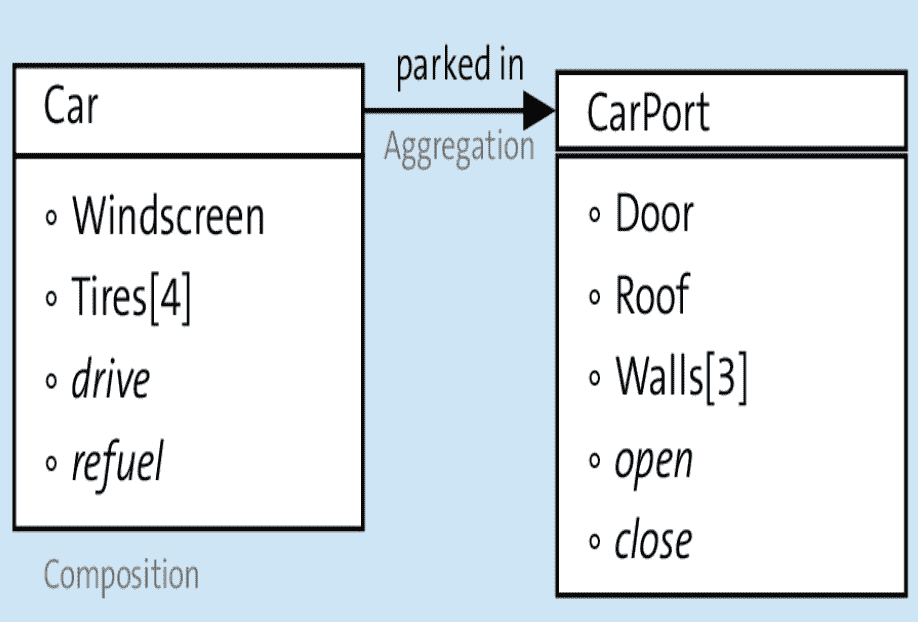 Car
Windscreen
Tires[4]
drive
refuel
Composition
parked in
Aggregation
CarPort
Door
Roof
Walls[3]
open
close